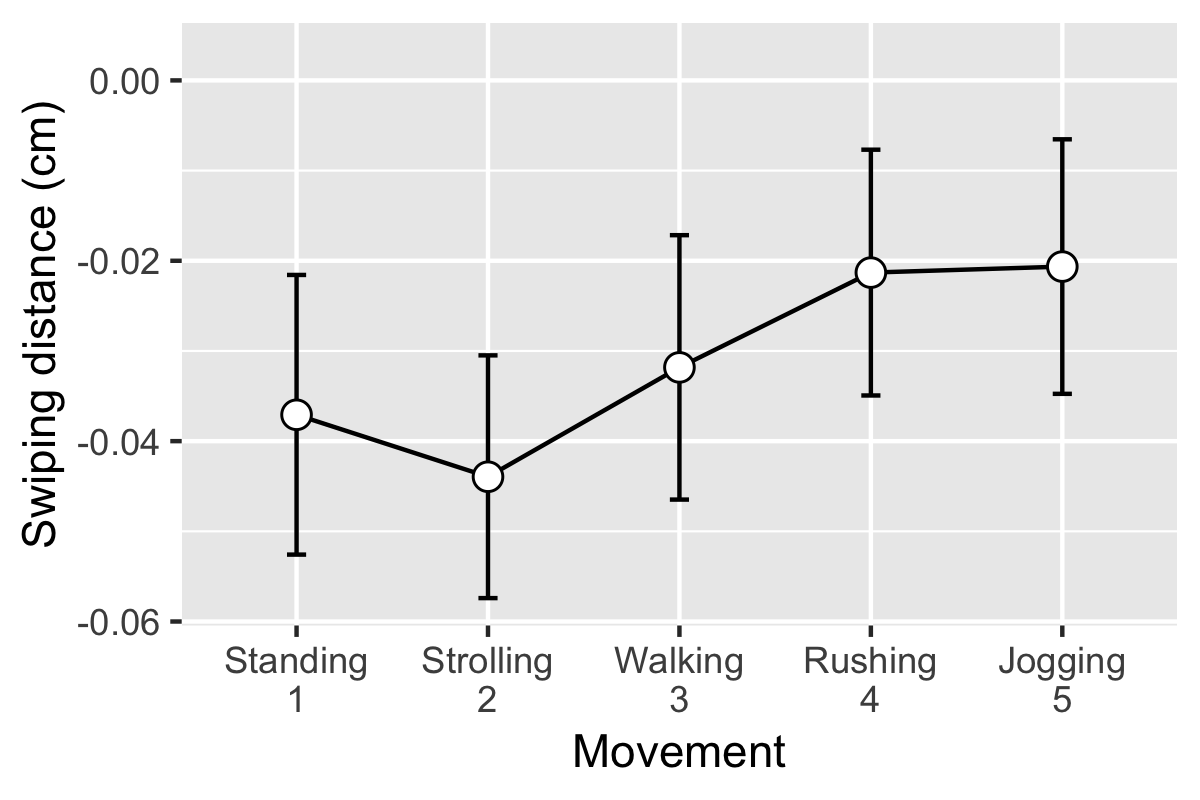 Swiping distance (cm)
0.00
-0.02
-0.04
-0.06
Standing Strolling Walking Rushing Jogging
1 2 3 4 5
Movement